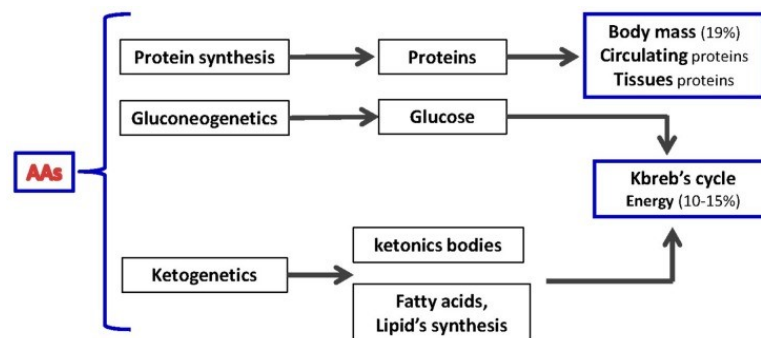 Body mass (19%)
Circulating proteins
Tissues proteins
Protein synthesis
Proteins
Gluconeogenetics
Glucose
AAs
Kbreb's cycle
Energy (10-15%)
ketonics bodies
Ketogenetics
Fatty acids,
Lipid's synthesis